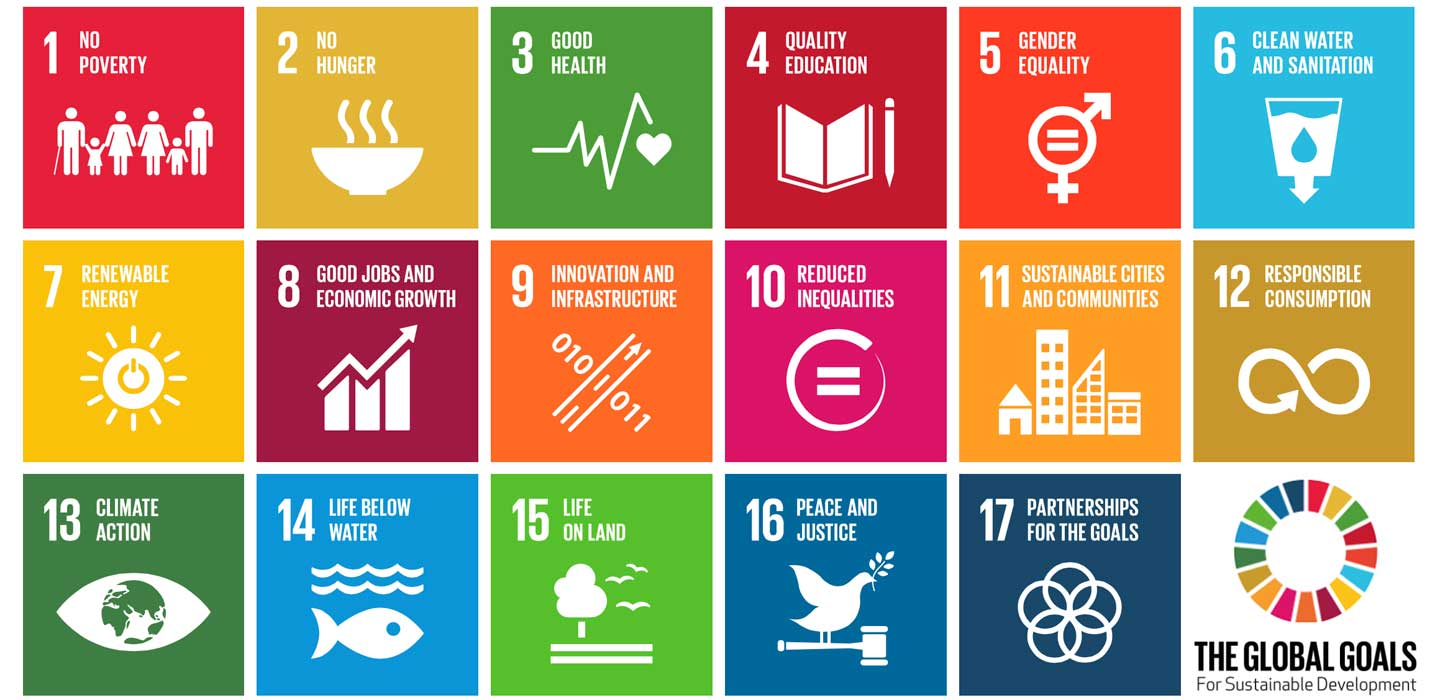 1 NO
POVERTY
2 NO
HUNGER
3 GOOD
HEALTH
4 QUALITY
EDUCATION
5 GENDER
EQUALITY
6 CLEAN WATER
AND SANITATION
7 RENEWABLE
ENERGY
8 GOOD JOBS AND
ECONOMIC GROWTH
9 INNOVATION AND
INFRASTRUCTURE
010
011
10 REDUCED
INEQUALITIES
11 SUSTAINABLE CITIES
AND COMMUNITIES
12 RESPONSIBLE
CONSUMPTION
13 CLIMATE
ACTION
14 LIFE BELOW
WATER
15 LIFE
ON LAND
16 PEACE AND
JUSTICE
17 PARTNERSHIPS
FOR THE GOALS
THE GLOBAL GOALS
For Sustainable Development